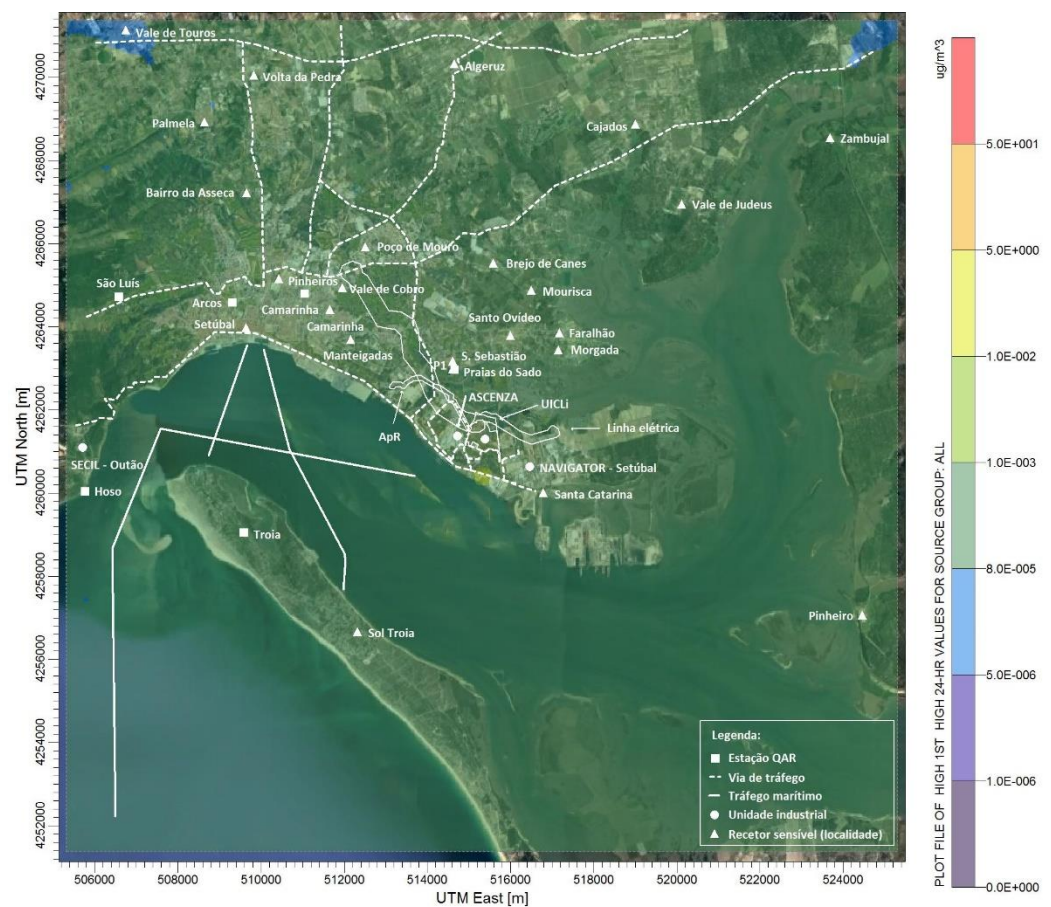 ug/m^3
Vale de Touros
Volta da Pedra
Algeruz
Palmela
Cajados
Zambujal
Bairro da Asseca
Vale de Judeus
Poço de Mouro
Brejo de Canes
São Luís
Pinheiros
Vale de Cobro
Mourisca
Arcos
Camarinha
Santo Ovídeo
Setúbal
Camarinha
Faralhão
Manteigadas
Morgada
P1
S. Sebastião
Praias do Sado
ASCENZA
UICLi
ApR
Linha elétrica
SECIL - Outão
NAVIGATOR - Setúbal
Hoso
Santa Catarina
Troia
Pinheiro
Sol Troia
Legenda:
Estação QAR
Via de tráfego
Tráfego marítimo
Unidade industrial
Recetor sensível (localidade)
UTM North [m]
4270000
4268000
4266000
4264000
4262000
4260000
4258000
4256000
4254000
4252000
506000 508000 510000 512000 514000 516000 518000 520000 522000 524000
UTM East [m]
PLOT FILE OF HIGH 1ST HIGH 24-HR VALUES FOR SOURCE GROUP: ALL
5.0E+001
5.0E+000
1.0E-002
1.0E-003
8.0E-005
5.0E-006
1.0E-006
0.0E+000